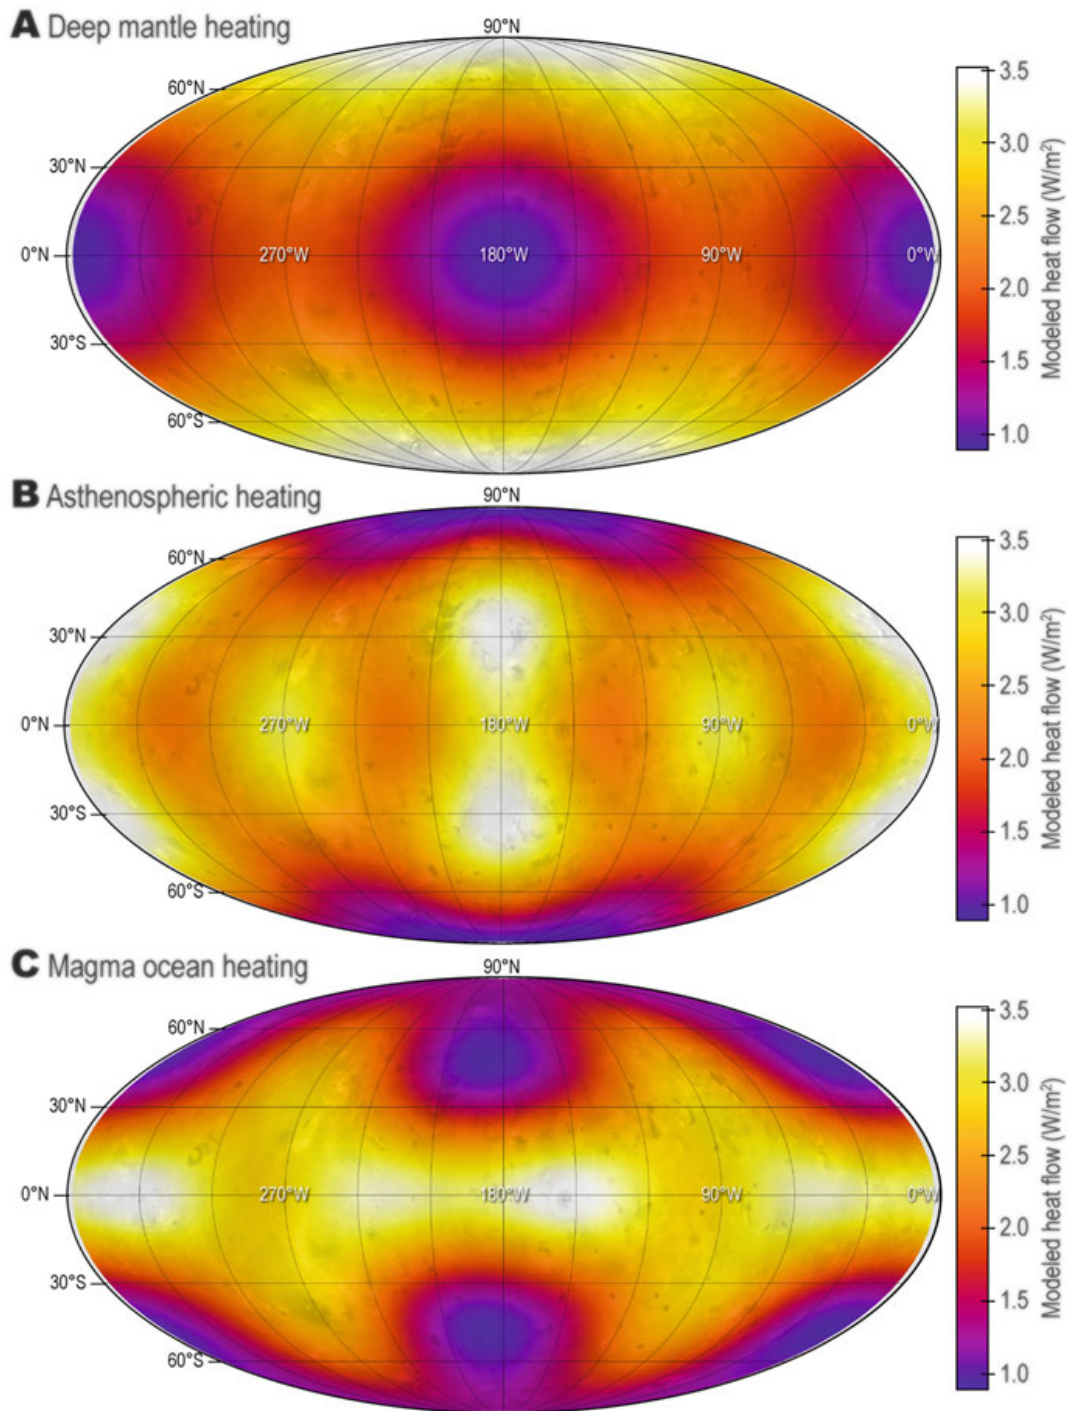 A Deep mantle heating
90°N
60°N
30°N
0°N
30°S
60°S
270°W
180°W
90°W
0°W
3.5
3.0
2.5
2.0
1.5
1.0
Modeled heat flow (W/m²)
B Asthenospheric heating
90°N
60°N
30°N
0°N
30°S
60°S
270°W
180°W
90°W
0°W
3.5
3.0
2.5
2.0
1.5
1.0
Modeled heat flow (W/m²)
C Magma ocean heating
90°N
60°N
30°N
0°N
30°S
60°S
270°W
180°W
90°W
0°W
3.5
3.0
2.5
2.0
1.5
1.0
Modeled heat flow (W/m²)